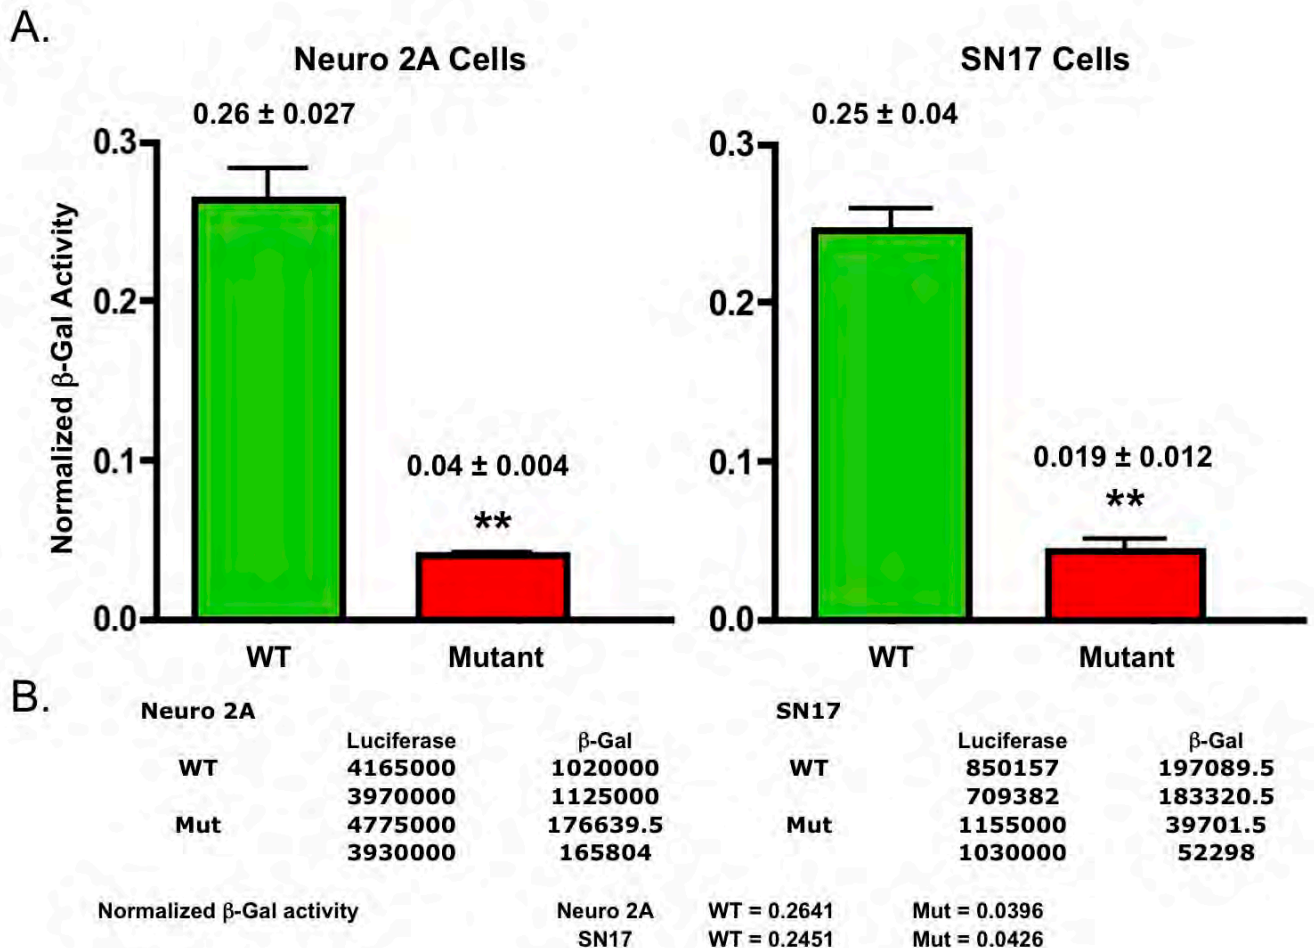 A.
Neuro 2A Cells
SN17 Cells
0.26 ± 0.027
0.25 ± 0.04
Normalized β-Gal Activity
0.3
0.2
0.1
0.0
0.3
0.2
0.1
0.0
0.04 ± 0.004
**
0.019 ± 0.012
**
WT Mutant
WT Mutant
B.
Neuro 2A SN17
Luciferase β-Gal Luciferase β-Gal
WT 4165000 1020000 WT 850157 197089.5
3970000 1125000 709382 183320.5
Mut 4775000 176639.5 Mut 1155000 39701.5
3930000 165804 1030000 52298
Normalized β-Gal activity Neuro 2A WT = 0.2641 Mut = 0.0396
SN17 WT = 0.2451 Mut = 0.0426